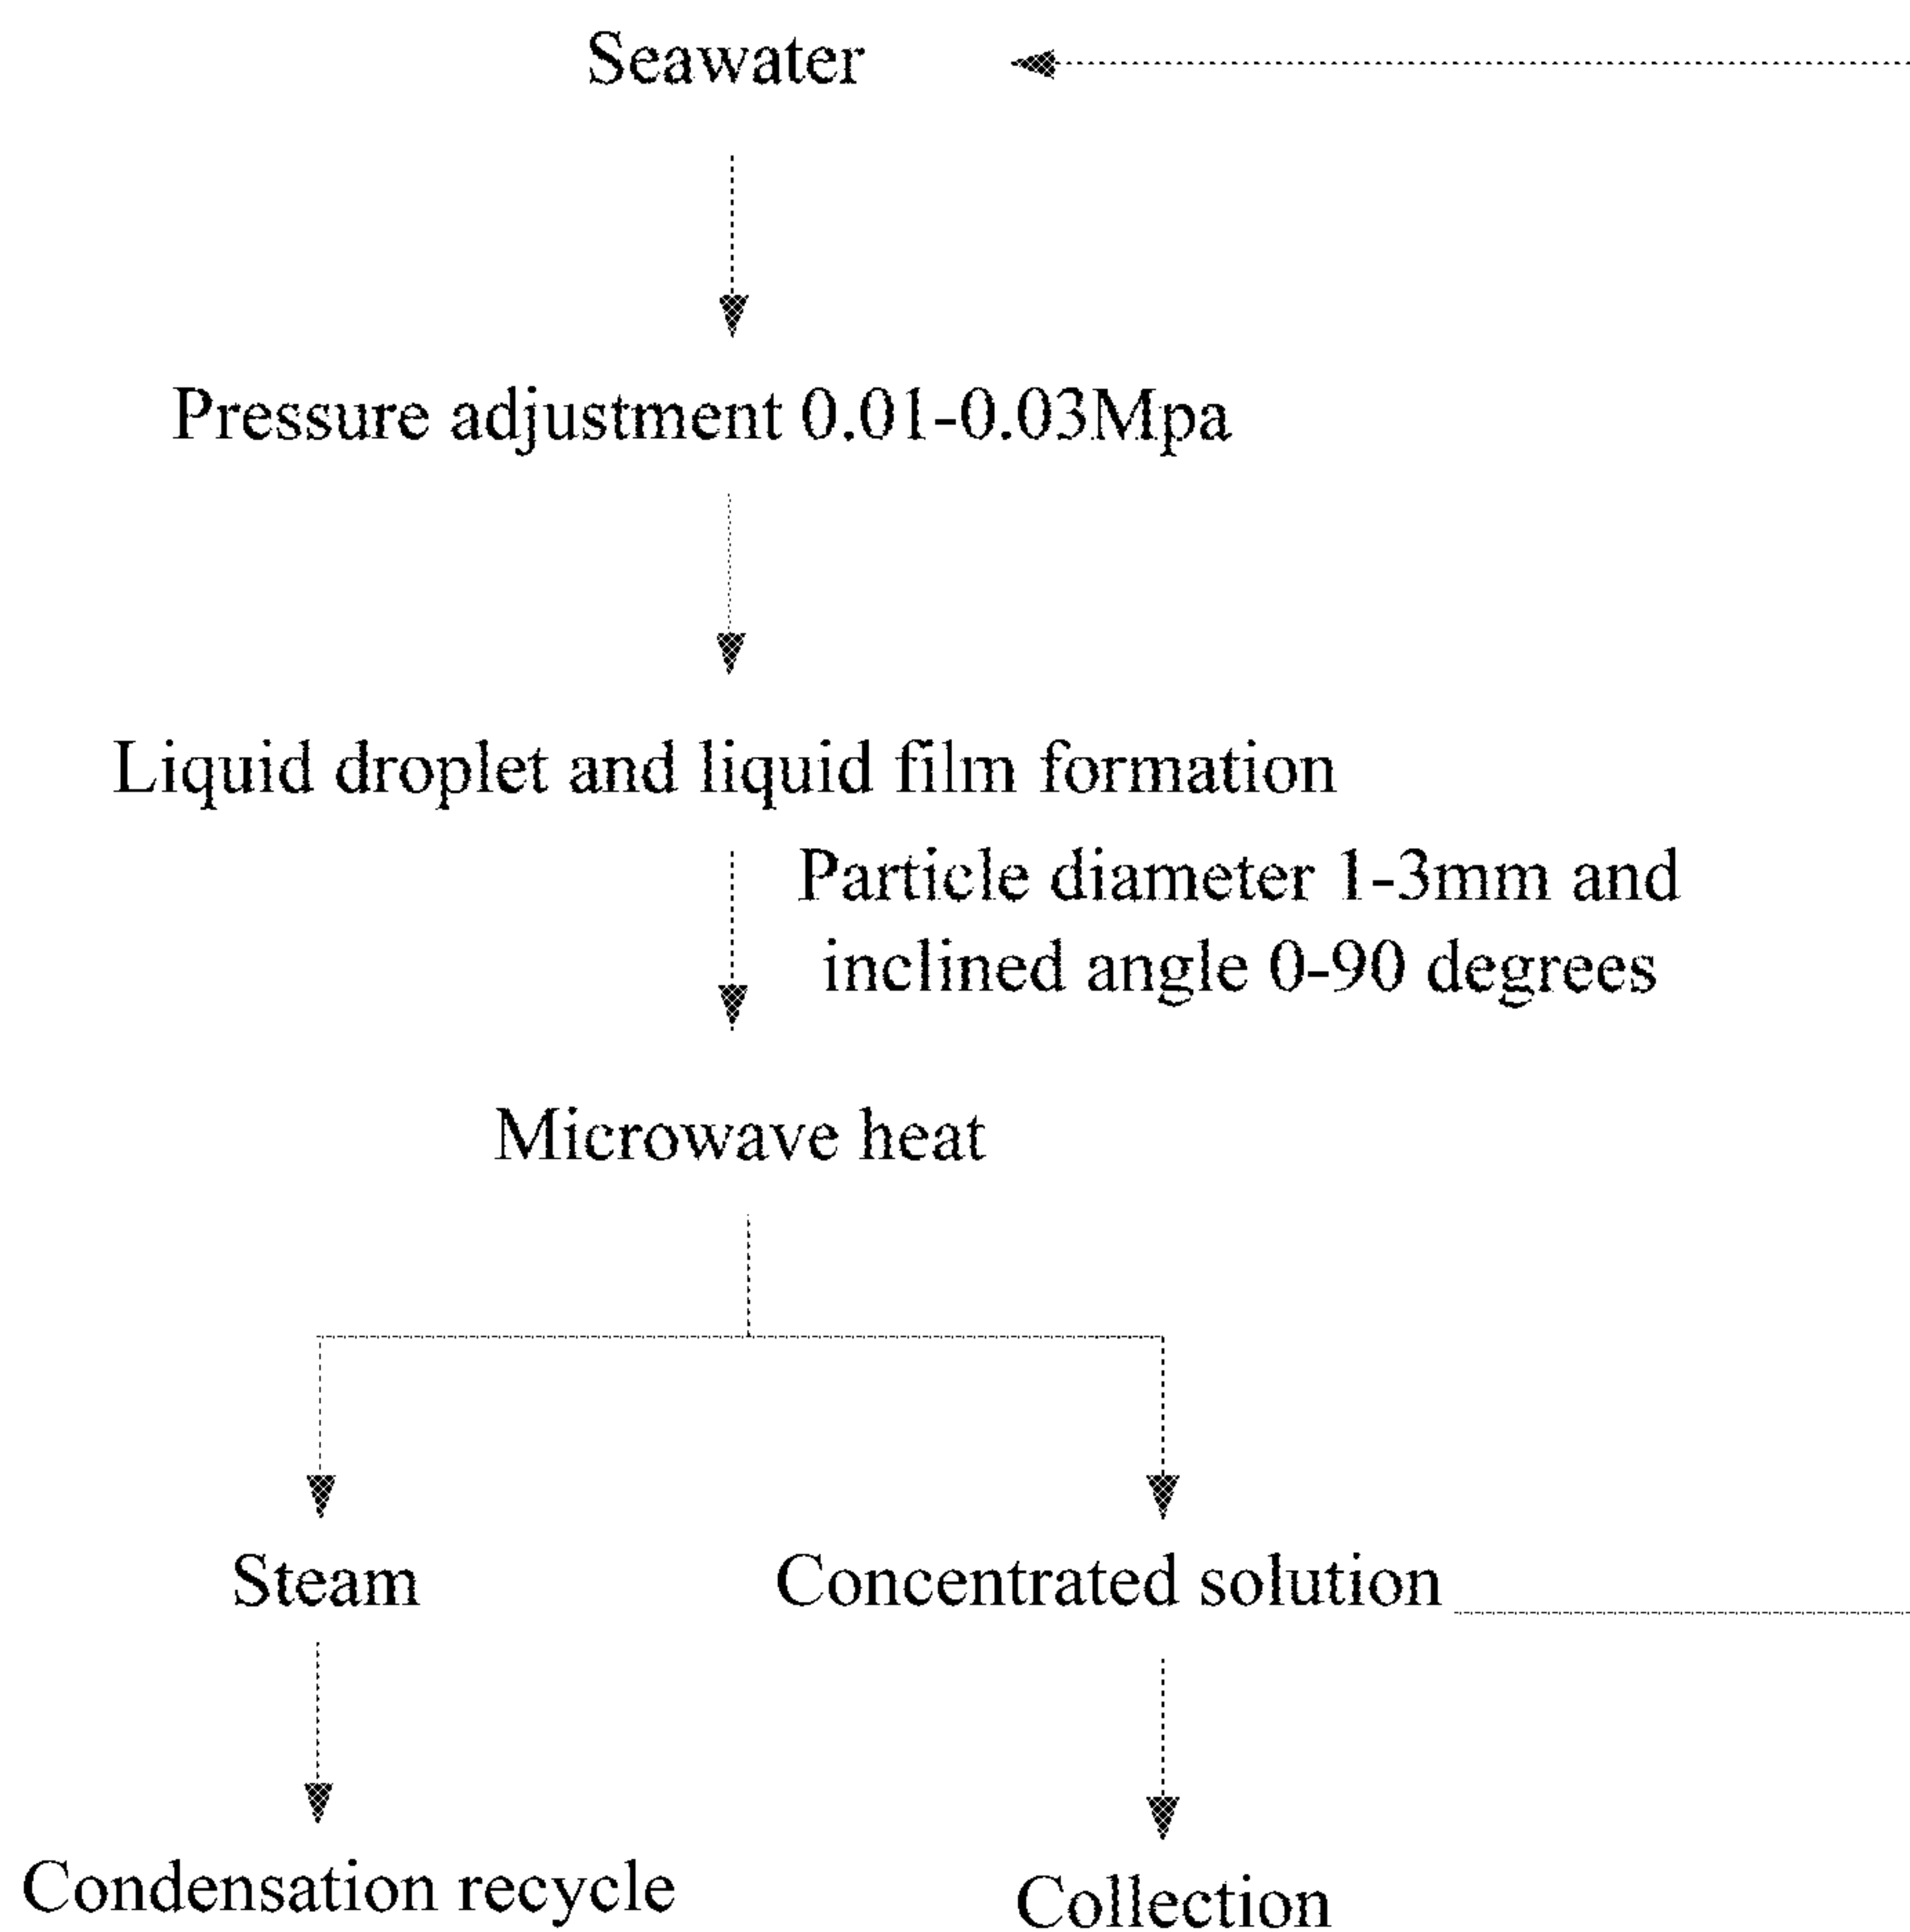 Seawater
Pressure adjustment 0.01-0.03Mpa
Liquid droplet and liquid film formation
Particle diameter 1-3mm and
inclined angle 0-90 degrees
Microwave heat
Steam
Concentrated solution
Condensation recycle
Collection